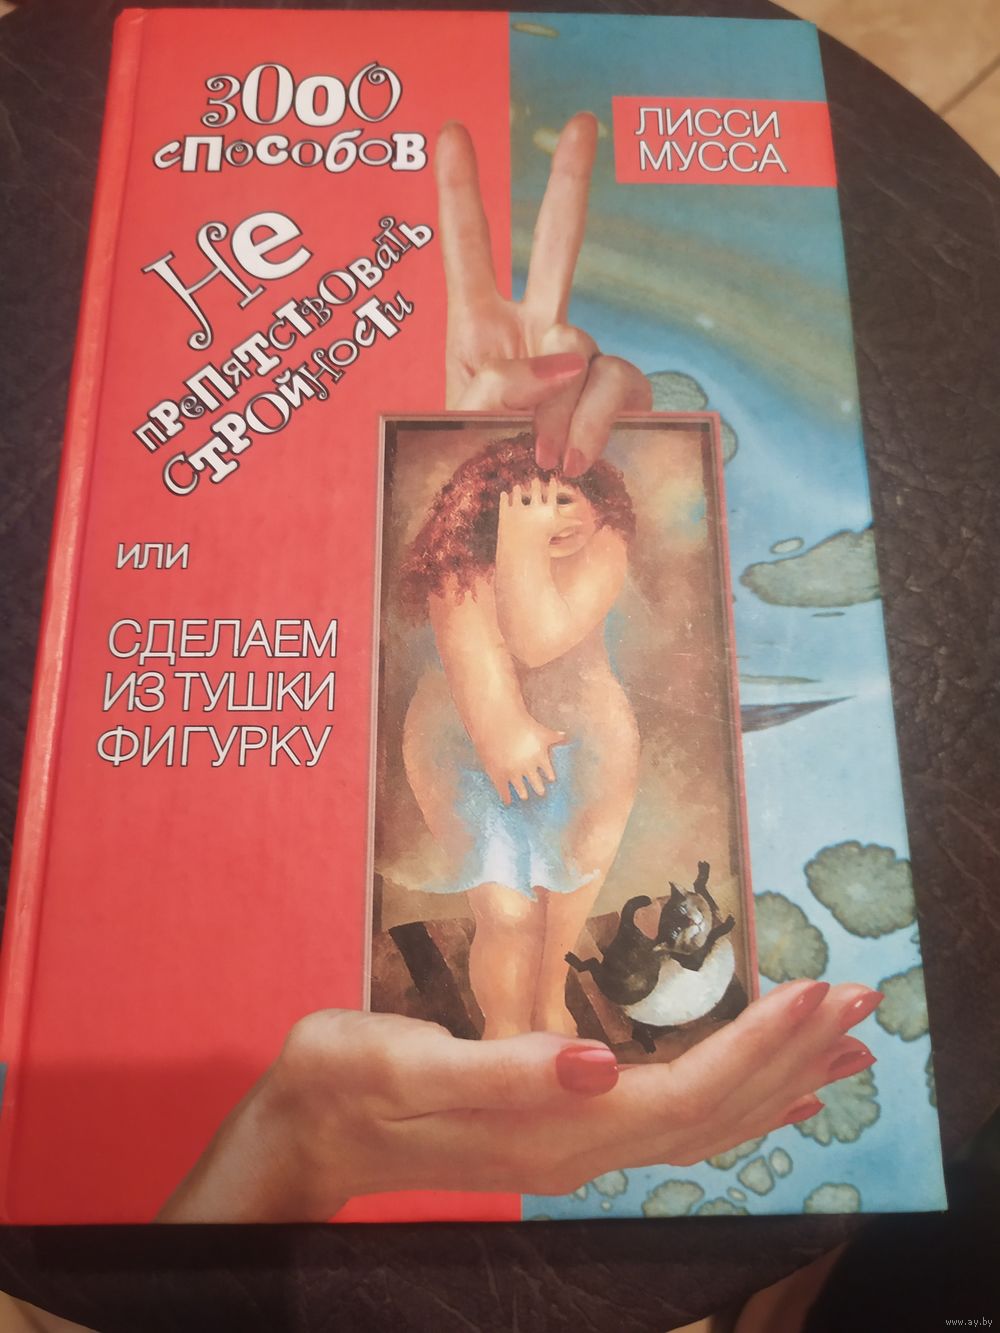 3000
способов
Не
препятствовать
стройности
или
СДЕЛАЕМ
ИЗ ТУШКИ
ФИГУРКУ
ЛИССИ
МУССА
www.ay.by